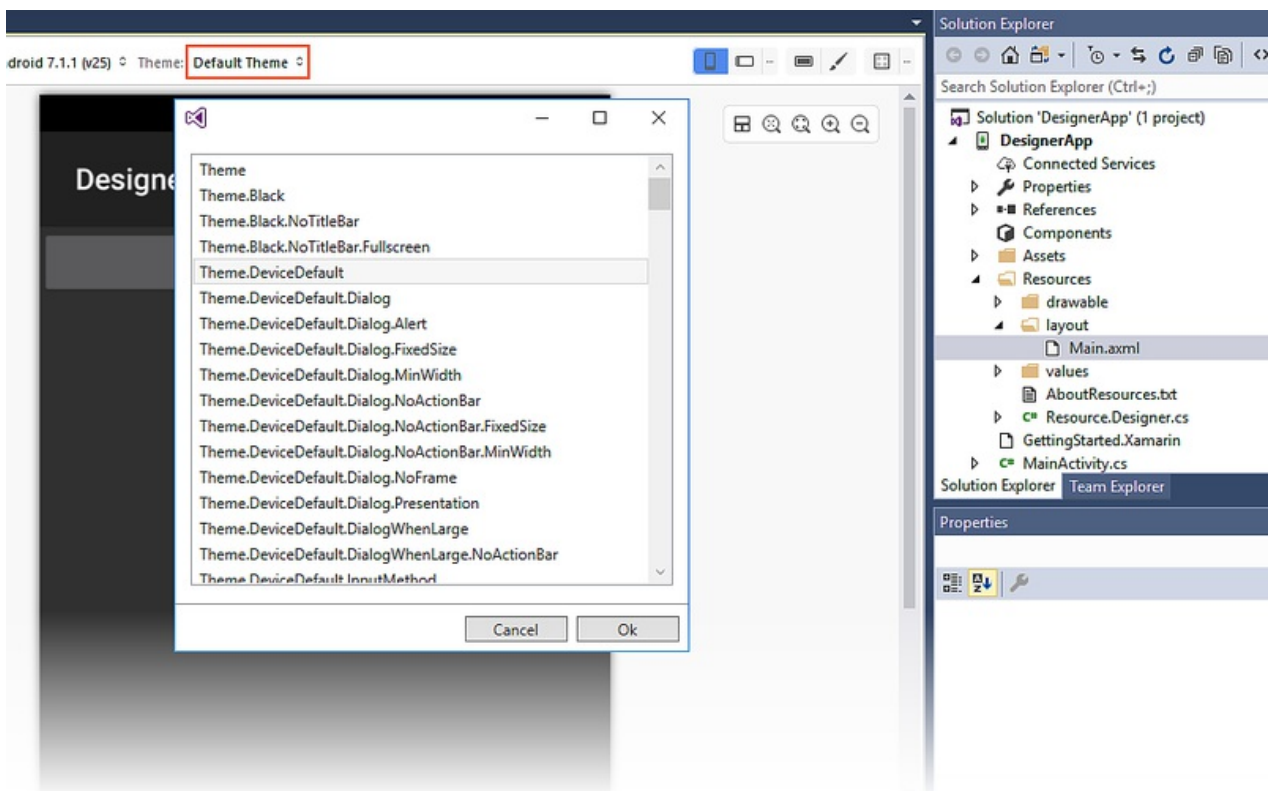 droid 7.1.1 (v25) Theme: Default Theme
Designe
Theme
Theme.Black
Theme.Black.NoTitleBar
Theme.Black.NoTitleBar.Fullscreen
Theme.DeviceDefault
Theme.DeviceDefault.Dialog
Theme.DeviceDefault.Dialog.Alert
Theme.DeviceDefault.Dialog.FixedSize
Theme.DeviceDefault.Dialog.MinWidth
Theme.DeviceDefault.Dialog.NoActionBar
Theme.DeviceDefault.Dialog.NoActionBar.FixedSize
Theme.DeviceDefault.Dialog.NoActionBar.MinWidth
Theme.DeviceDefault.Dialog.NoFrame
Theme.DeviceDefault.Dialog.Presentation
Theme.DeviceDefault.DialogWhenLarge
Theme.DeviceDefault.DialogWhenLarge.NoActionBar
Theme.DeviceDefault.InputMethod
Cancel Ok
Solution Explorer
Search Solution Explorer (Ctrl+;)
Solution 'DesignerApp' (1 project)
DesignerApp
Connected Services
Properties
References
Components
Assets
Resources
drawable
layout
Main.axml
values
AboutResources.txt
C# Resource.Designer.cs
GettingStarted.Xamarin
C# MainActivity.cs
Solution Explorer Team Explorer
Properties